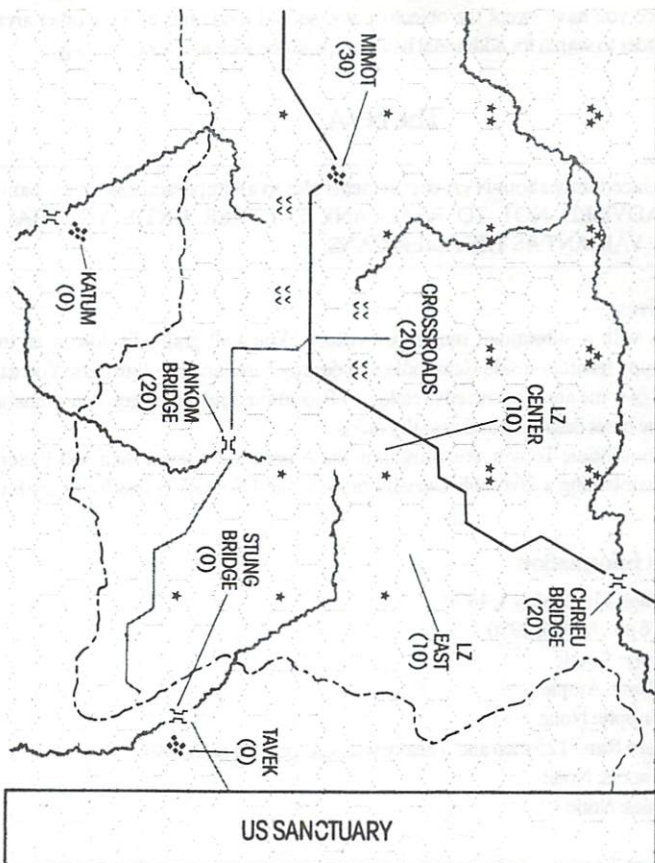 MIMOT
(30)
CROSSROADS
(20)
LZ
CENTER
(10)
CHRIEU
BRIDGE
(20)
LZ
EAST
(10)
KATUM
(0)
ANKOM
BRIDGE
(20)
STUNG
BRIDGE
(0)
TAVEK
(0)
US SANCTUARY